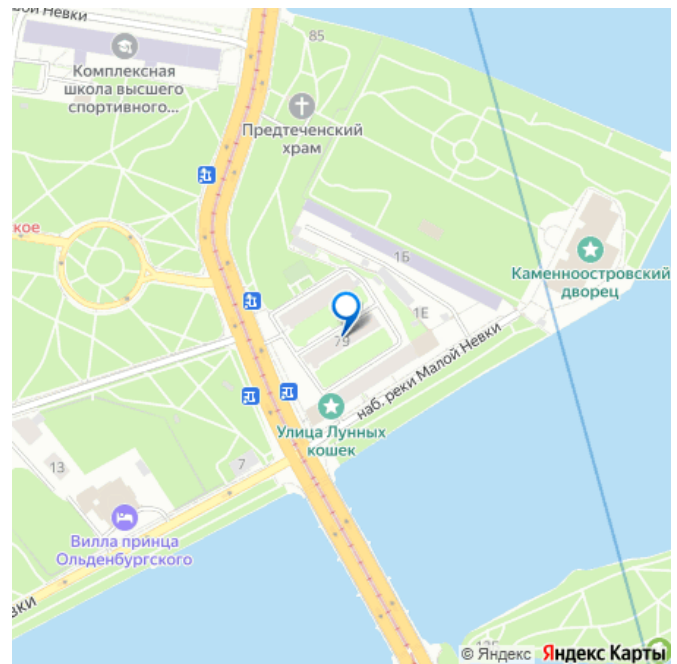 вой Невки
85
Комплексная
школа высшего
спортивного...
Предтеченский
храм
кое
1Б
Каменноостровский
дворец
1Е
79
наб. реки Малой Невки
Улица Лунных
кошек
13
7
Вилла принца
Ольденбургского
вки
© Яндекс Яндекс Карты